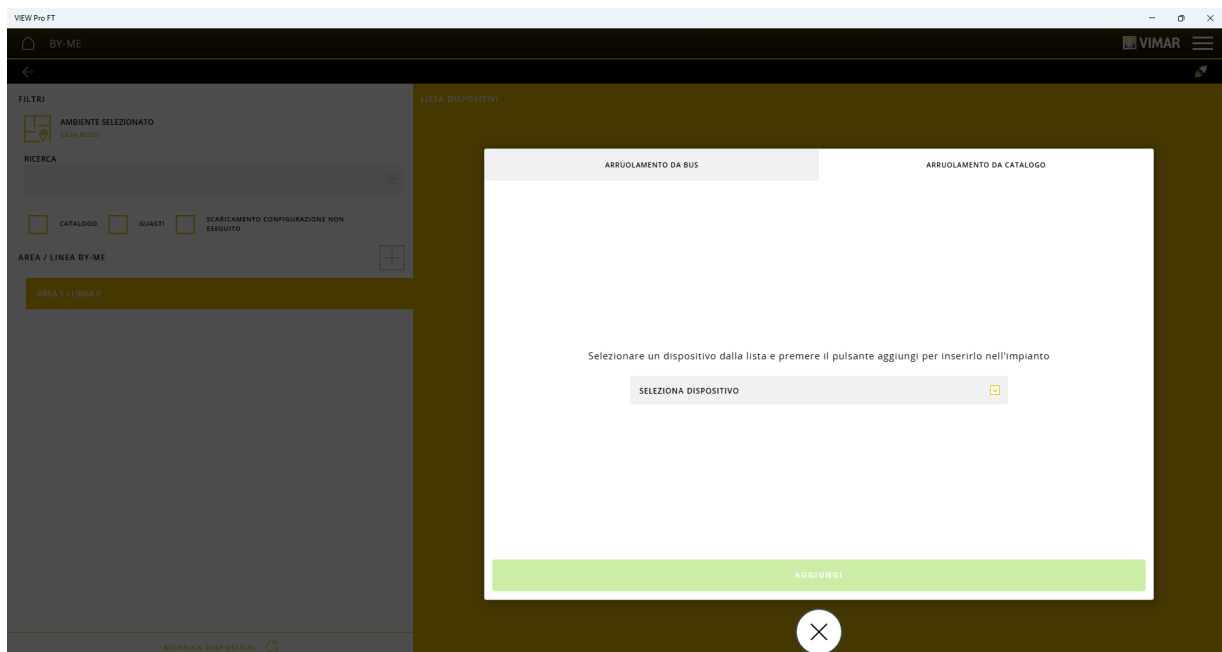 VIEW Pro FT
BY-ME
VIMAR
FILTRI
LISTA DISPOSITIVI
AMBIENTE SELEZIONATO
CASA ROSSI
RICERCA
CATALOGO
GUASTI
SCARICAMENTO CONFIGURAZIONE NON
ESEGUITO
AREA / LINEA BY-ME
AREA 1 / LINEA 0
RICARICA DISPOSITIVI
ARRUOLAMENTO DA BUS
ARRUOLAMENTO DA CATALOGO
Selezionare un dispositivo dalla lista e premere il pulsante aggiungi per inserirlo nell'impianto
SELEZIONA DISPOSITIVO
AGGIUNGI